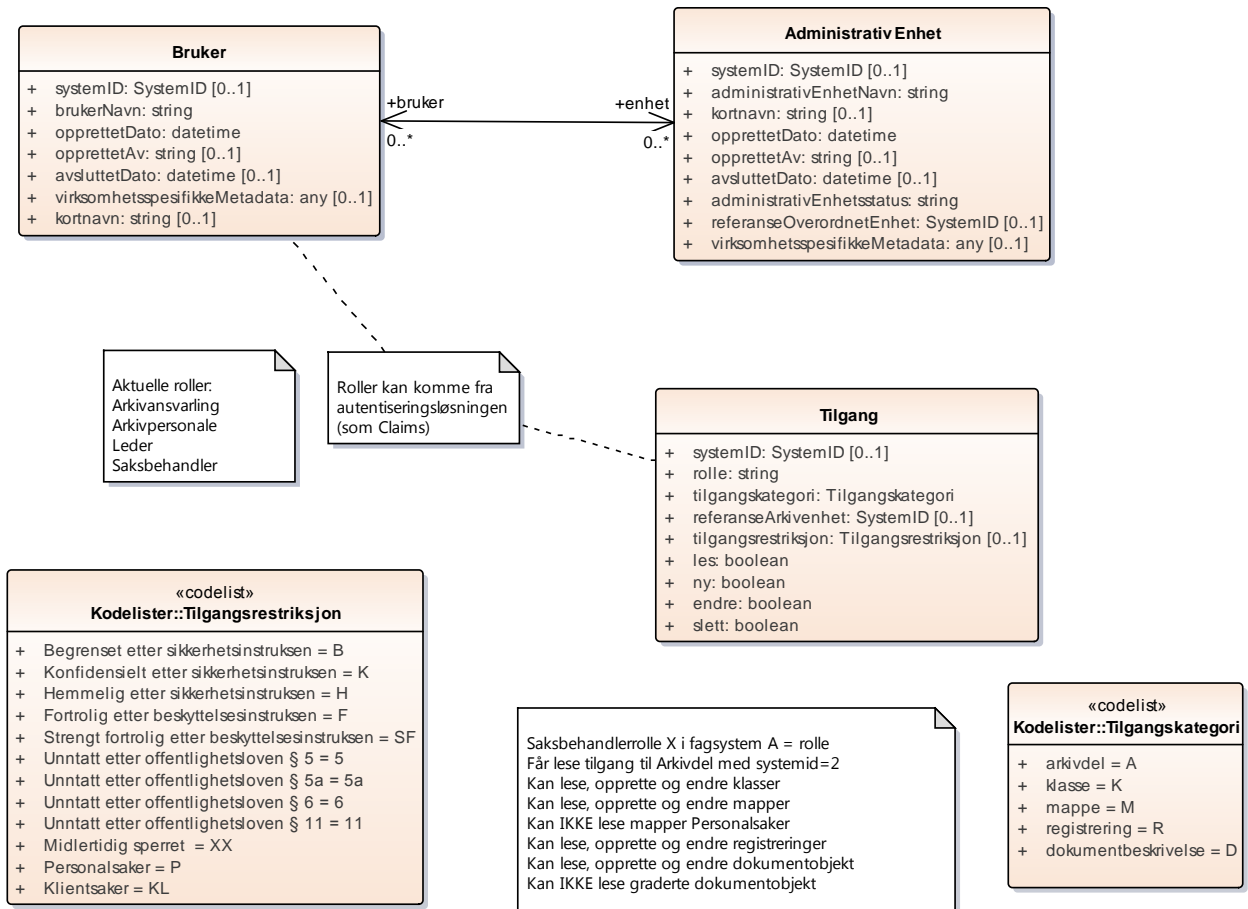 Bruker
+ systemID: SystemID [0..1]
+ brukerNavn: string
+ opprettetDato: datetime
+ opprettetAv: string [0..1]
+ avsluttetDato: datetime [0..1]
+ virksomhetsspesifikkeMetadata: any [0..1]
+ kortnavn: string [0..1]
+bruker
0..*
+enhet
0..*
AdministrativEnhet
+ systemID: SystemID [0..1]
+ administrativEnhetNavn: string
+ kortnavn: string [0..1]
+ opprettetDato: datetime
+ opprettetAv: string [0..1]
+ avsluttetDato: datetime [0..1]
+ administrativEnhetsstatus: string
+ referanseOverordnetEnhet: SystemID [0..1]
+ virksomhetsspesifikkeMetadata: any [0..1]
Aktuelle roller:
Arkivansvarling
Arkivpersonale
Leder
Saksbehandler
Roller kan komme fra
autentiseringsløsningen
(som Claims)
Tilgang
+ systemID: SystemID [0..1]
+ rolle: string
+ tilgangskategori: Tilgangskategori
+ referanseArkivenhet: SystemID [0..1]
+ tilgangsrestriksjon: Tilgangsrestriksjon [0..1]
+ les: boolean
+ ny: boolean
+ endre: boolean
+ slett: boolean
«codelist»
Kodelister::Tilgangsrestriksjon
+ Begrenset etter sikkerhetsinstruksen = B
+ Konfidensielt etter sikkerhetsinstruksen = K
+ Hemmelig etter sikkerhetsinstruksen = H
+ Fortrolig etter beskyttelsesinstruksen = F
+ Strengt fortrolig etter beskyttelsesinstruksen = SF
+ Unntatt etter offentlighetsloven § 5 = 5
+ Unntatt etter offentlighetsloven § 5a = 5a
+ Unntatt etter offentlighetsloven § 6 = 6
+ Unntatt etter offentlighetsloven § 11 = 11
+ Midlertidig sperret = XX
+ Personalsaker = P
+ Klientsaker = KL
Saksbehandlerrolle X i fagsystem A = rolle
Får lese tilgang til Arkivdel med systemid=2
Kan lese, opprette og endre klasser
Kan lese, opprette og endre mapper
Kan IKKE lese mapper Personalsaker
Kan lese, opprette og endre registreringer
Kan lese, opprette og endre dokumentobjekt
Kan IKKE lese graderte dokumentobjekt
«codelist»
Kodelister::Tilgangskategori
+ arkivdel = A
+ klasse = K
+ mappe = M
+ registrering = R
+ dokumentbeskrivelse = D